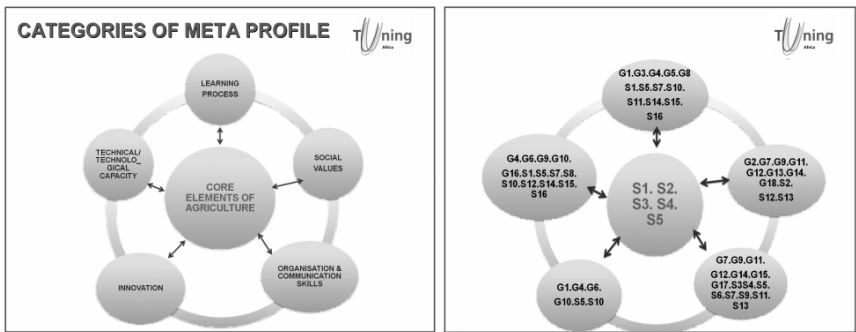 CATEGORIES OF META PROFILE
TUning
Africa
LEARNING
PROCESS
TECHNICAL/
TECHNOLO_
GICAL
CAPACITY
SOCIAL
VALUES
CORE
ELEMENTS OF
AGRICULTURE
INNOVATION
ORGANISATION &
COMMUNICATION
SKILLS
TUning
Africa
G1.G3.G4.G5.G8
S1.S5.S7.S10.
S11.S14.S15.
S16
G4.G6.G9.G10.
G16.S1.S5.S7.S8.
S10.S12.S14.S15.
S16
G2.G7.G9.G11.
G12.G13.G14.
G18.S2.
S12.S13
S1. S2.
S3. S4.
S5
G1.G4.G6.
G10.S5.S10
G7.G9.G11.
G12.G14.G15.
G17.S3S4.S5.
S6.S7.S9.S11.
S13